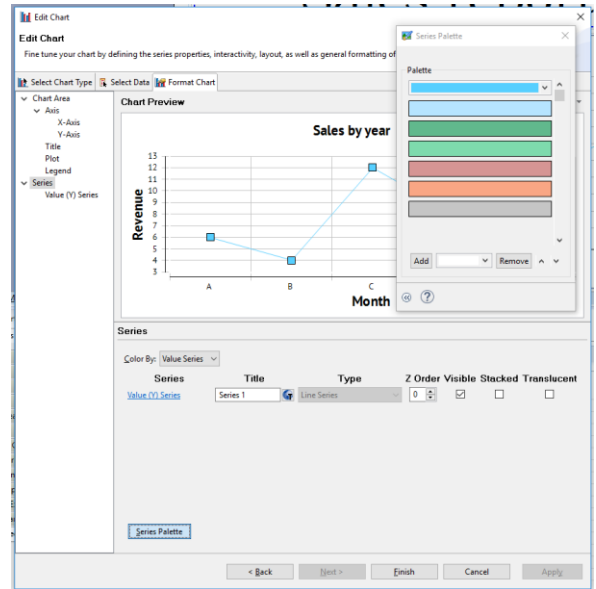 Edit Chart
Edit Chart
Fine tune your chart by defining the series properties, interactivity, layout, as well as general formatting of
Select Chart Type
Select Data
Format Chart
Chart Area
Axis
X-Axis
Y-Axis
Title
Plot
Legend
Series
Value (Y) Series
Chart Preview
Sales by year
Revenue
13
12
11
10
9
8
7
6
5
4
3
A
B
C
Month
Series Palette
Palette
Add
Remove
Series
Color By: Value Series
Series Title Type Z Order Visible Stacked Translucent
Value (Y) Series Series 1 Line Series 0
Series Palette
< Back Next > Finish Cancel Apply